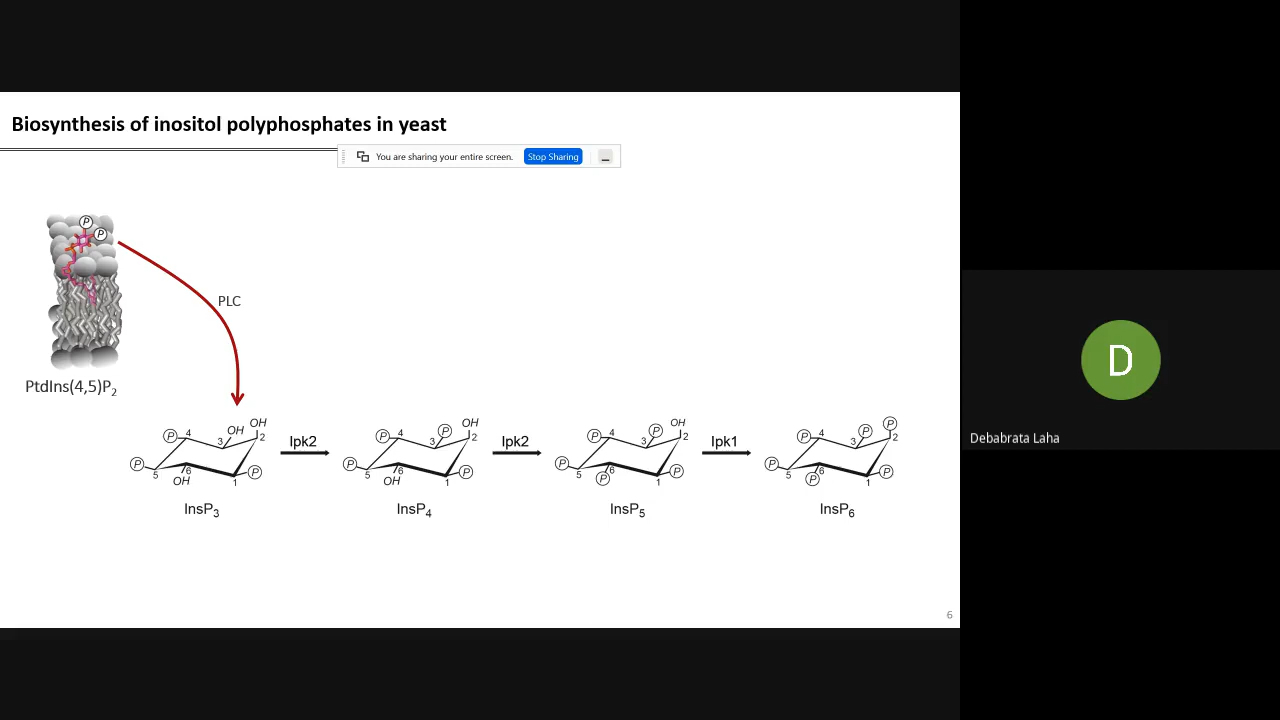 Biosynthesis of inositol polyphosphates in yeast
You are sharing your entire screen. Stop Sharing
P
P
PLC
PtdIns(4,5)P2
D
Debabrata Laha
P 4 3 OH OH 2
P 5 6 OH 1 P
InsP3
Ipk2
P 4 3 P OH 2
P 5 6 OH 1 P
InsP4
Ipk2
P 4 3 P OH 2
P 5 6 P 1 P
InsP5
Ipk1
P 4 3 P P 2
P 5 6 P 1 P
InsP6
6